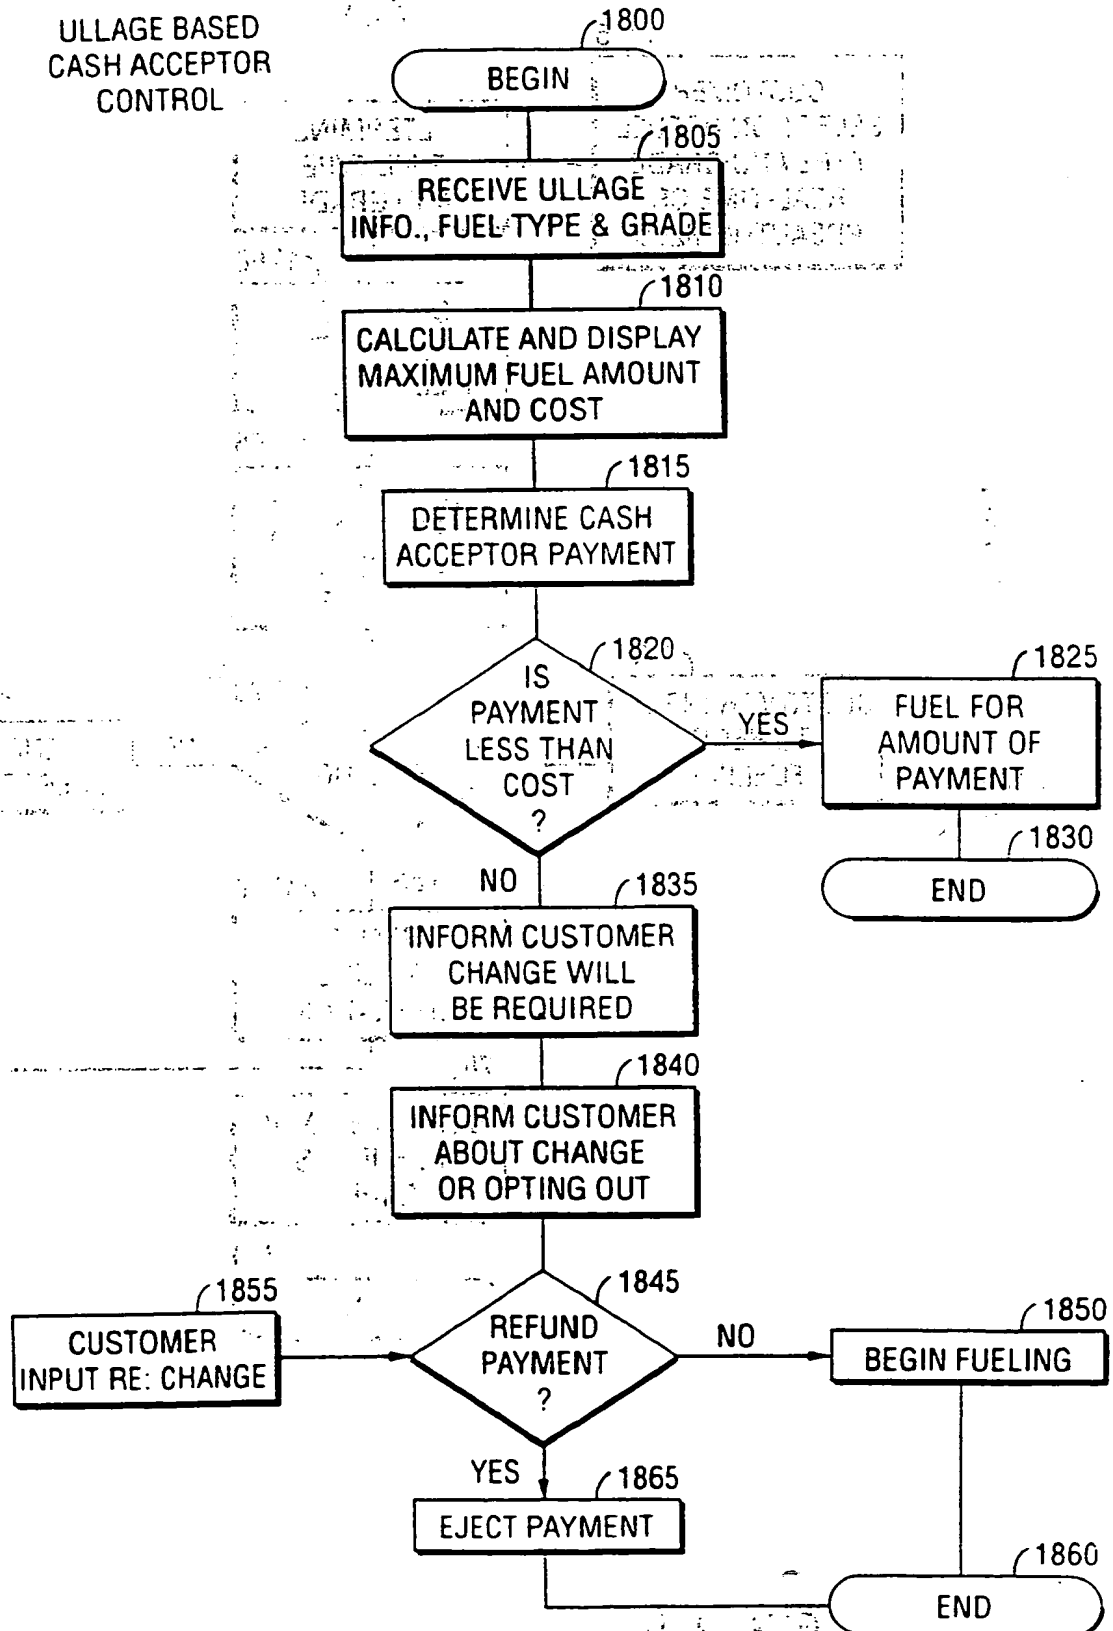 ULLAGE BASED
CASH ACCEPTOR
CONTROL
1800
BEGIN
1805
RECEIVE ULLAGE
INFO., FUEL TYPE & GRADE
1810
CALCULATE AND DISPLAY
MAXIMUM FUEL AMOUNT
AND COST
1815
DETERMINE CASH
ACCEPTOR PAYMENT
1820
IS
PAYMENT
LESS THAN
COST
?
YES
1825
FUEL FOR
AMOUNT OF
PAYMENT
1830
END
NO
1835
INFORM CUSTOMER
CHANGE WILL
BE REQUIRED
1840
INFORM CUSTOMER
ABOUT CHANGE
OR OPTING OUT
1855
CUSTOMER
INPUT RE: CHANGE
1845
REFUND
PAYMENT
?
NO
1850
BEGIN FUELING
YES
1865
EJECT PAYMENT
1860
END